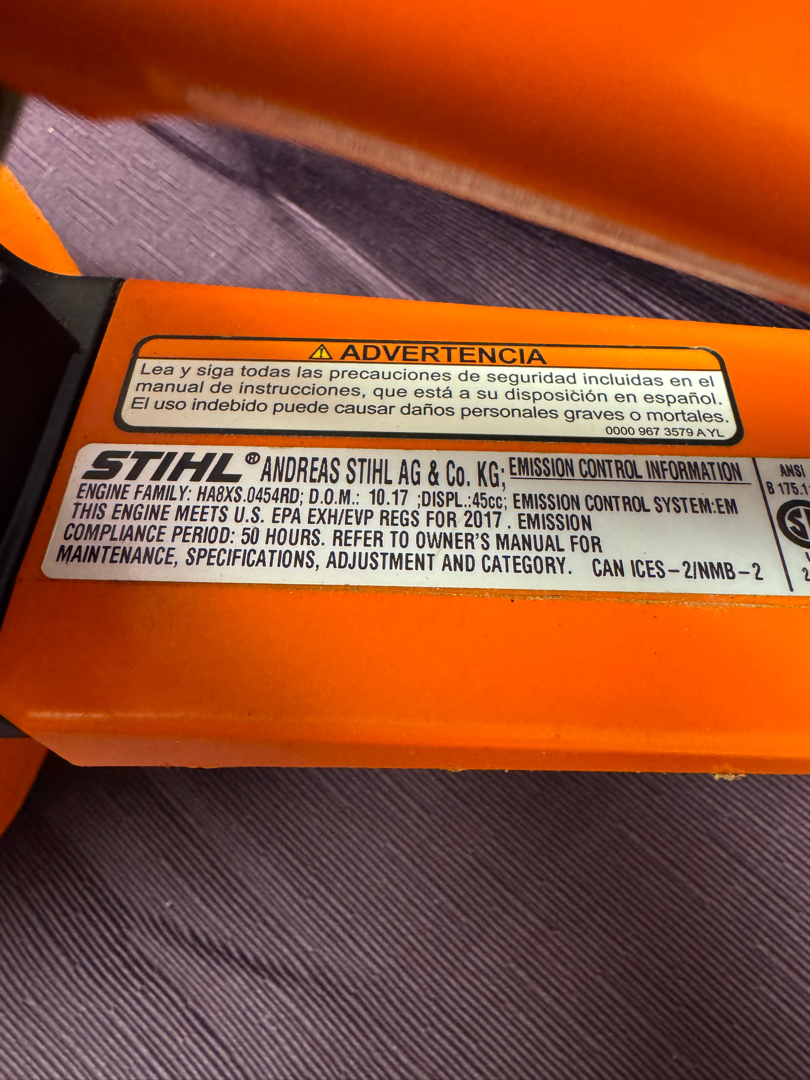 ⚠ ADVERTENCIA
Lea y siga todas las precauciones de seguridad incluidas en el
manual de instrucciones, que está a su disposición en español.
El uso indebido puede causar daños personales graves o mortales.
0000 967 3579 A YL
STIHL® ANDREAS STIHL AG & Co. KG; EMISSION CONTROL INFORMATION
ENGINE FAMILY: HA8XS.0454RD; D.O.M.: 10.17 ;DISPL.:45cc; EMISSION CONTROL SYSTEM:EM
THIS ENGINE MEETS U.S. EPA EXH/EVP REGS FOR 2017 . EMISSION
COMPLIANCE PERIOD: 50 HOURS. REFER TO OWNER'S MANUAL FOR
MAINTENANCE, SPECIFICATIONS, ADJUSTMENT AND CATEGORY. CAN ICES-2/NMB-2
ANSI
B 175.1